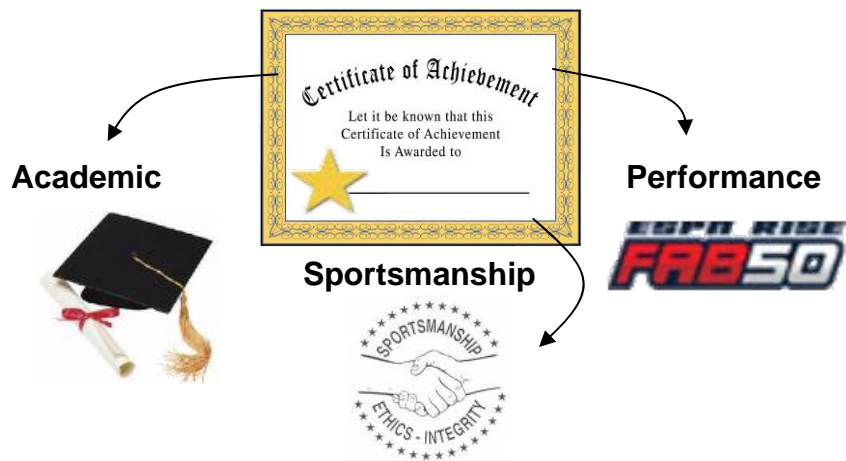 Certificate of Achievement
Let it be known that this
Certificate of Achievement
Is Awarded to
Academic
Performance
ESPN RISE
FAB50
Sportsmanship
SPORTSMANSHIP
ETHICS - INTEGRITY